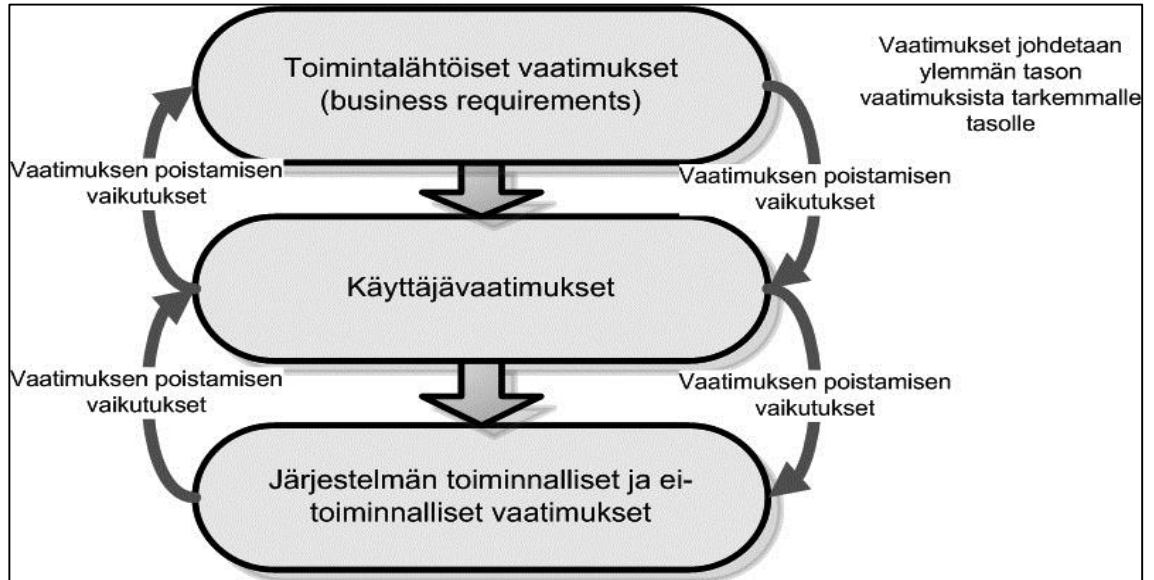 Toimintalähtöiset vaatimukset
(business requirements)
Vaatimukset johdetaan
ylemmän tason
vaatimuksista tarkemmalle
tasolle
Vaatimuksen poistamisen
vaikutukset
Vaatimuksen poistamisen
vaikutukset
Käyttäjävaatimukset
Vaatimuksen poistamisen
vaikutukset
Vaatimuksen poistamisen
vaikutukset
Järjestelmän toiminnalliset ja ei-
toiminnalliset vaatimukset